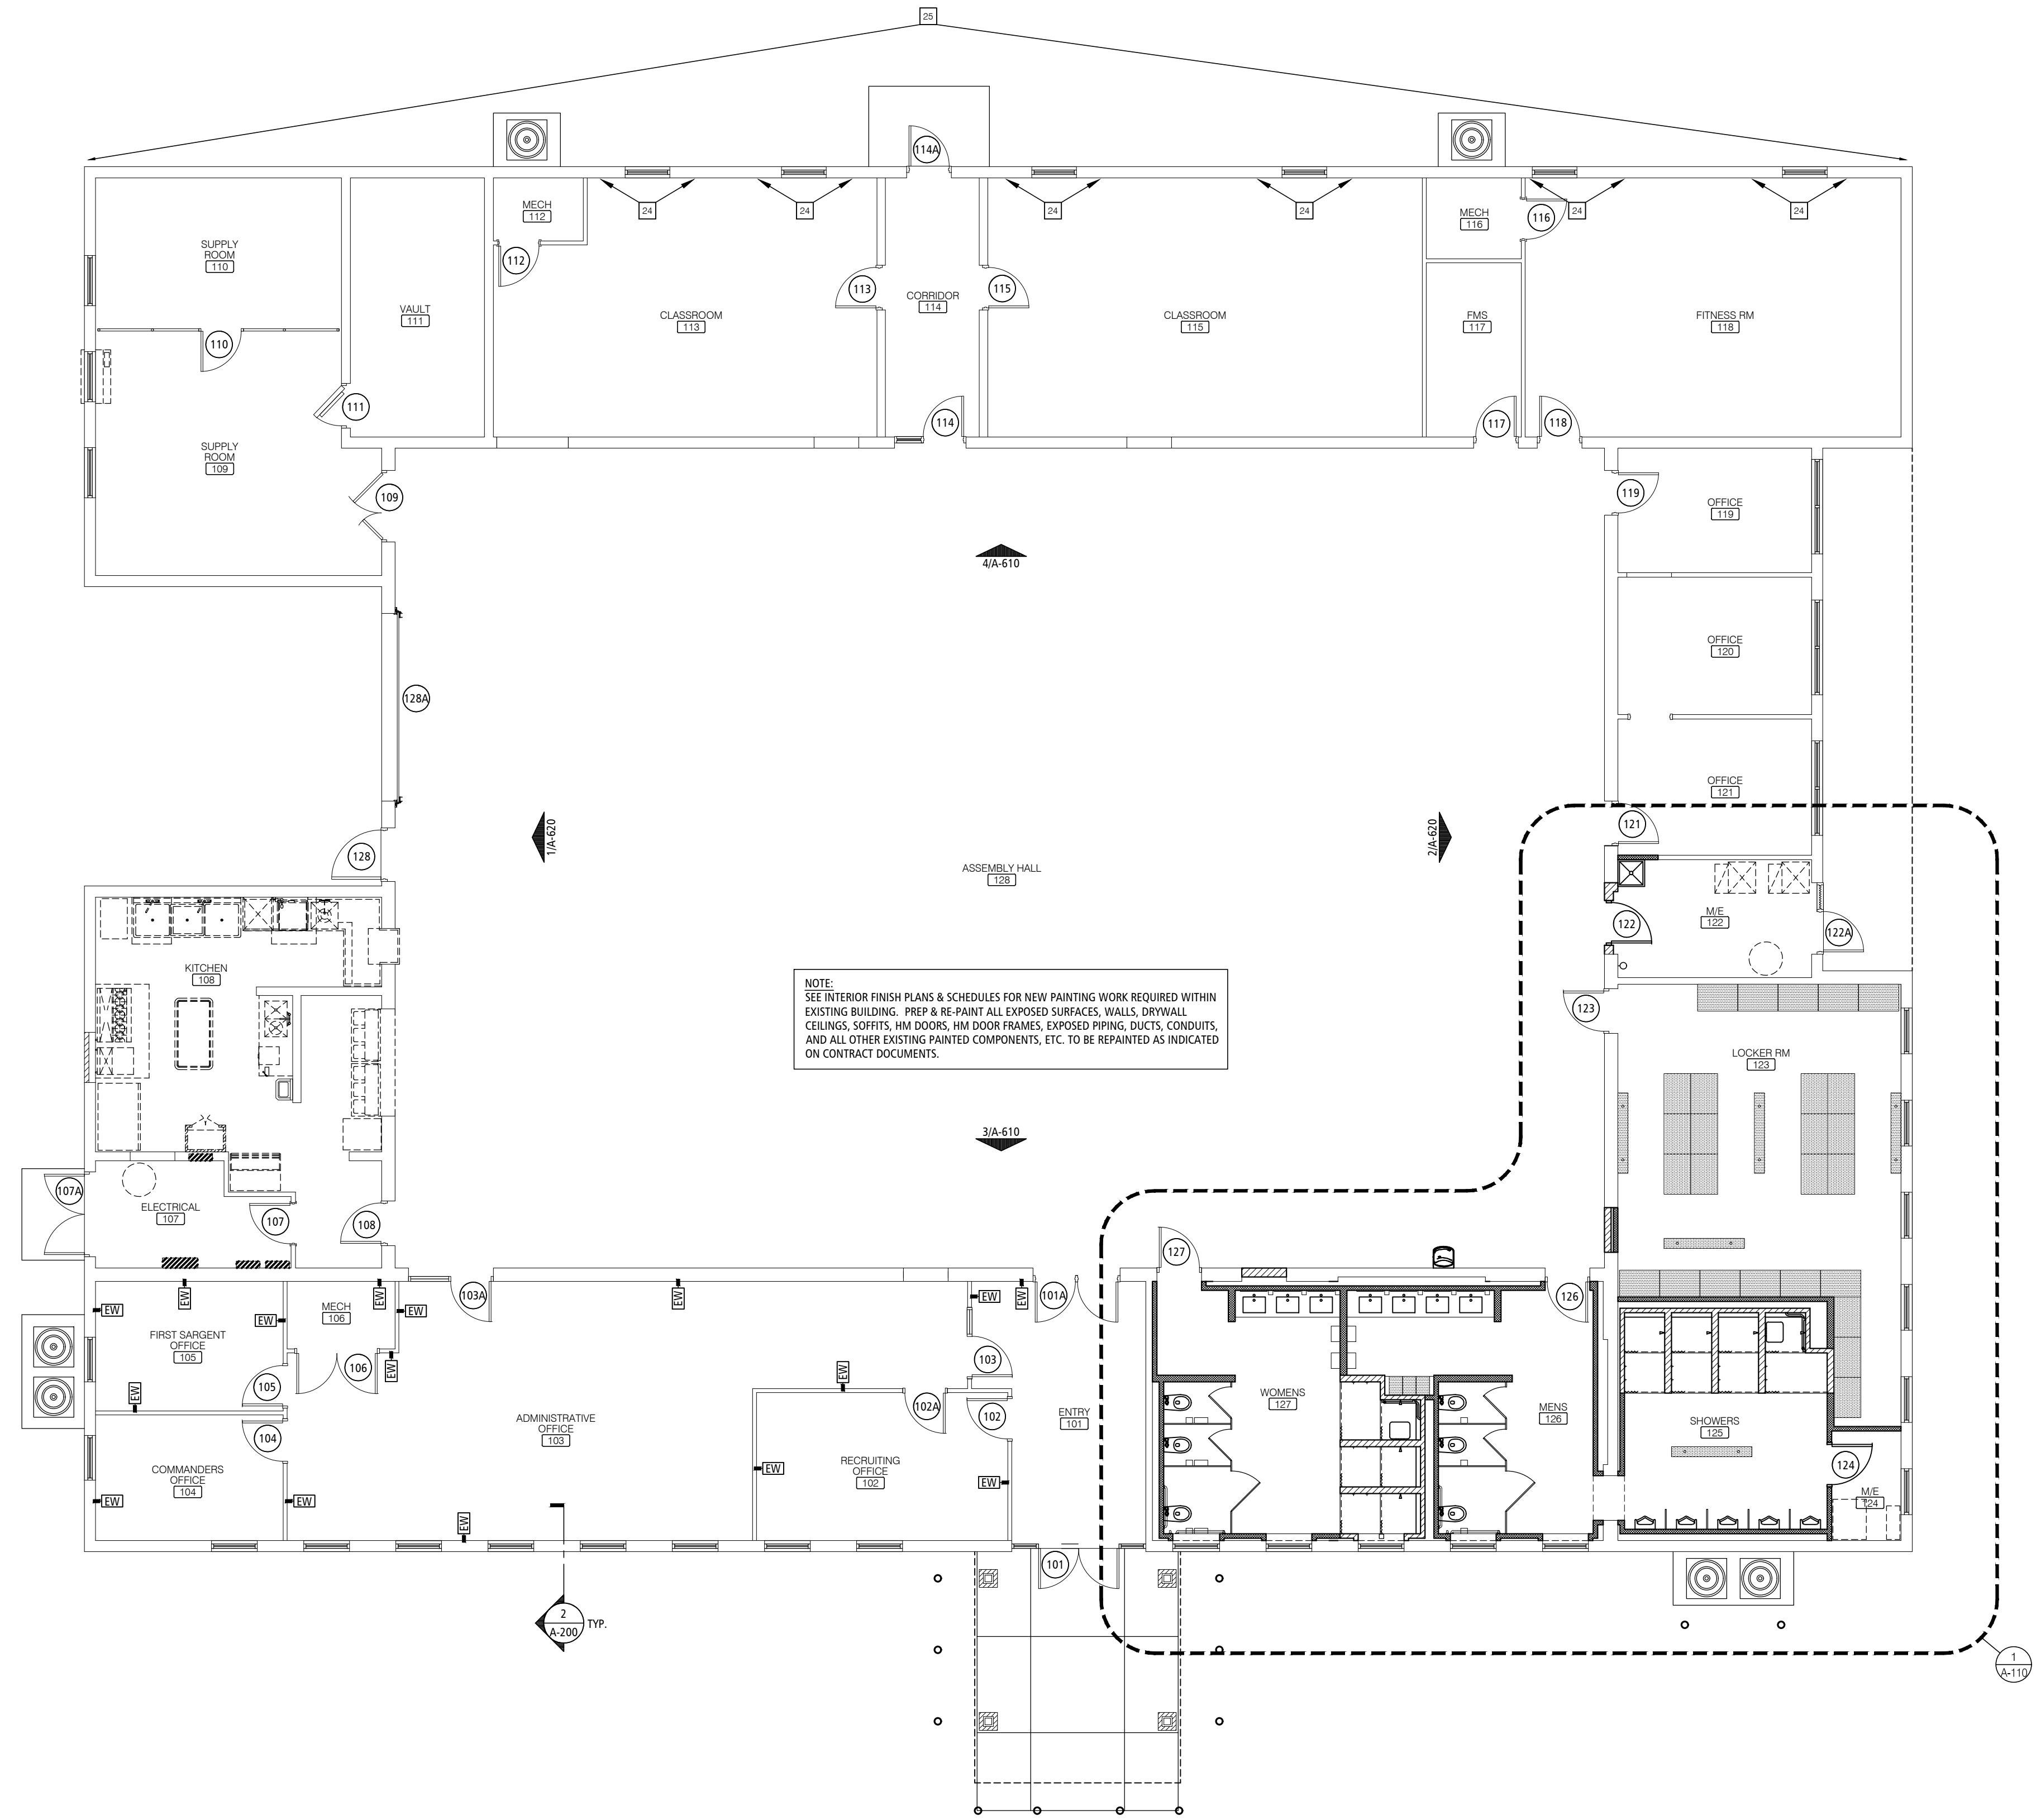 25
114A
MECH
112
24
24
24
24
MECH
116
116
24
24
SUPPLY
ROOM
110
112
113
CORRIDOR
114
115
VAULT
111
CLASSROOM
113
CLASSROOM
115
FMS
117
FITNESS RM
118
110
111
114
117
118
SUPPLY
ROOM
109
109
119
OFFICE
119
4/A-610
OFFICE
120
128A
OFFICE
121
1/A-620
2/A-620
121
128
ASSEMBLY HALL
128
M/E
122
122
122A
KITCHEN
108
NOTE:
SEE INTERIOR FINISH PLANS & SCHEDULES FOR NEW PAINTING WORK REQUIRED WITHIN
EXISTING BUILDING. PREP & RE-PAINT ALL EXPOSED SURFACES, WALLS, DRYWALL
CEILINGS, SOFFITS, HM DOORS, HM DOOR FRAMES, EXPOSED PIPING, DUCTS, CONDUITS,
AND ALL OTHER EXISTING PAINTED COMPONENTS, ETC. TO BE REPAINTED AS INDICATED
ON CONTRACT DOCUMENTS.
123
LOCKER RM
123
3/A-610
107A
ELECTRICAL
107
107
108
127
EW
EW
EW
EW
103A
EW
EW
EW
101A
126
EW
MECH
106
EW
FIRST SARGENT
OFFICE
105
106
EW
105
EW
EW
103
102A
102
WOMENS
127
104
ADMINISTRATIVE
OFFICE
103
ENTRY
101
MENS
126
SHOWERS
125
COMMANDERS
OFFICE
104
RECRUITING
OFFICE
102
EW
EW
124
EW
EW
EW
M/E
124
101
2
A-200
TYP.
1
A-110